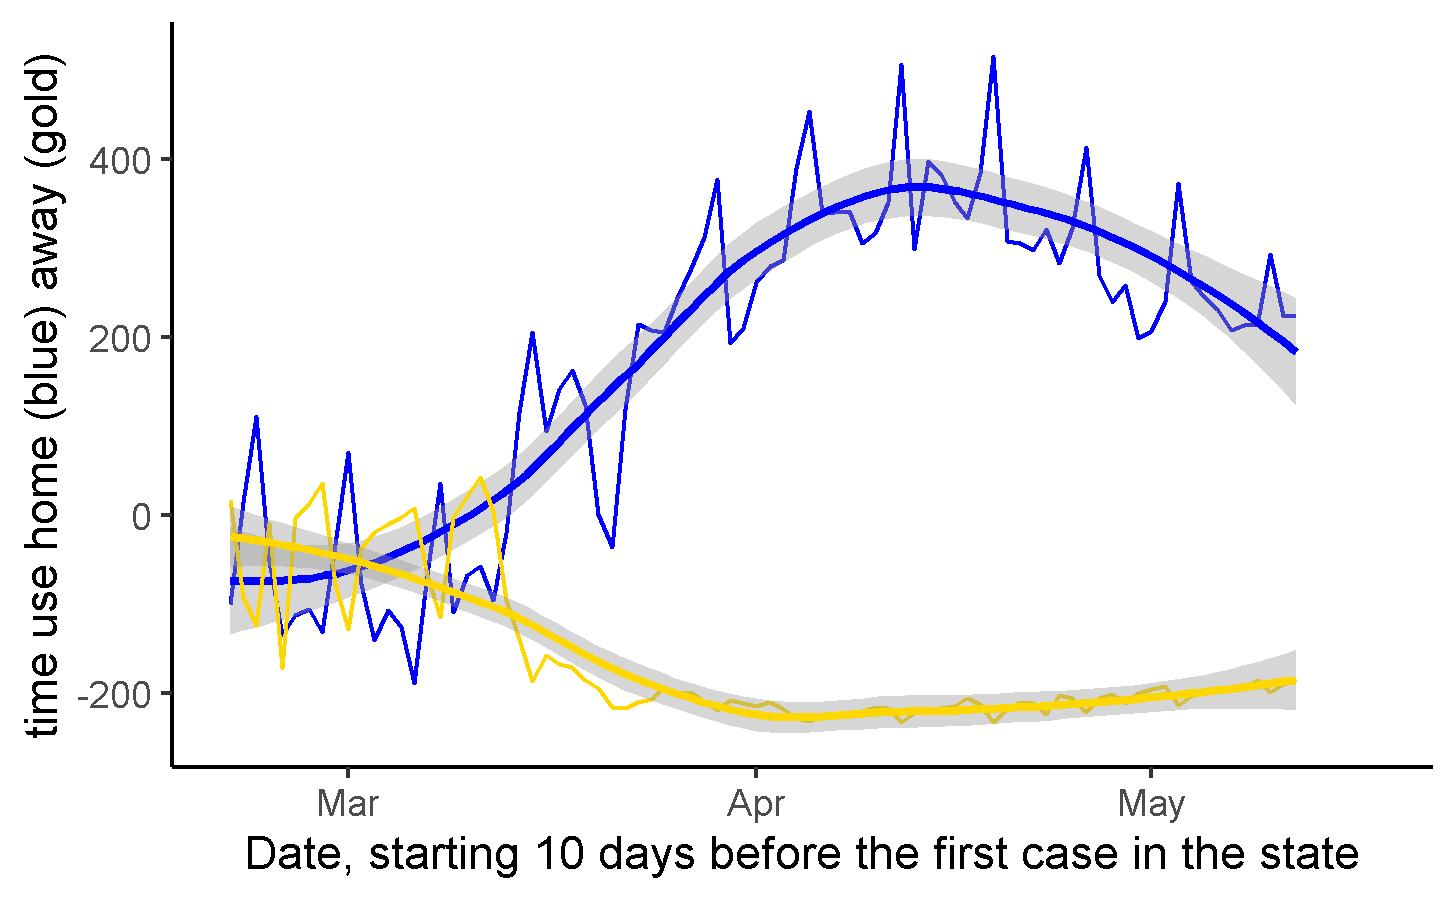 time use home (blue) away (gold)
400
200
0
-200
Mar
Apr
May
Date, starting 10 days before the first case in the state